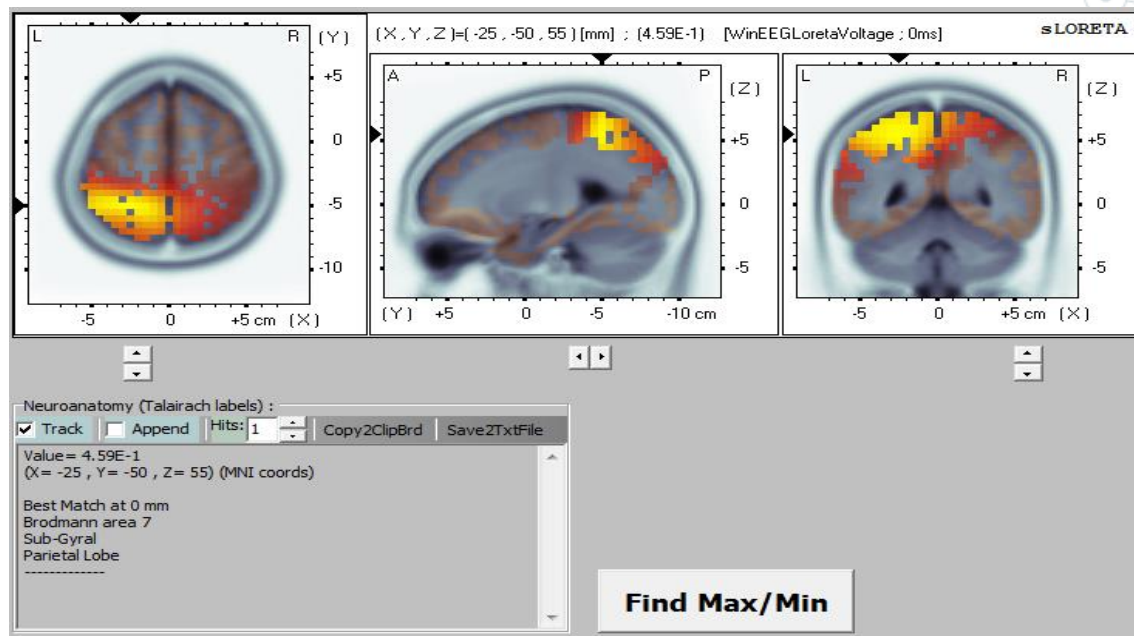 (X, Y, Z)=( -25 , -50 , 55 ) [mm] ; (4.59E-1) [WinEEGLoretaVoltage ; 0ms] sLORETA
L R (Y)
+5
0
-5
-10
-5 0 +5 cm (X)
A P (Z)
+5
0
-5
(Y) +5 0 -5 -10 cm
L R (Z)
+5
0
-5
-5 0 +5 cm (X)
Neuroanatomy (Talairach labels) :
Track Append Hits: 1 Copy2ClipBrd Save2TxtFile
Value= 4.59E-1
(X= -25 , Y= -50 , Z= 55) (MNI coords)
Best Match at 0 mm
Brodmann area 7
Sub-Gyral
Parietal Lobe
-------------
Find Max/Min